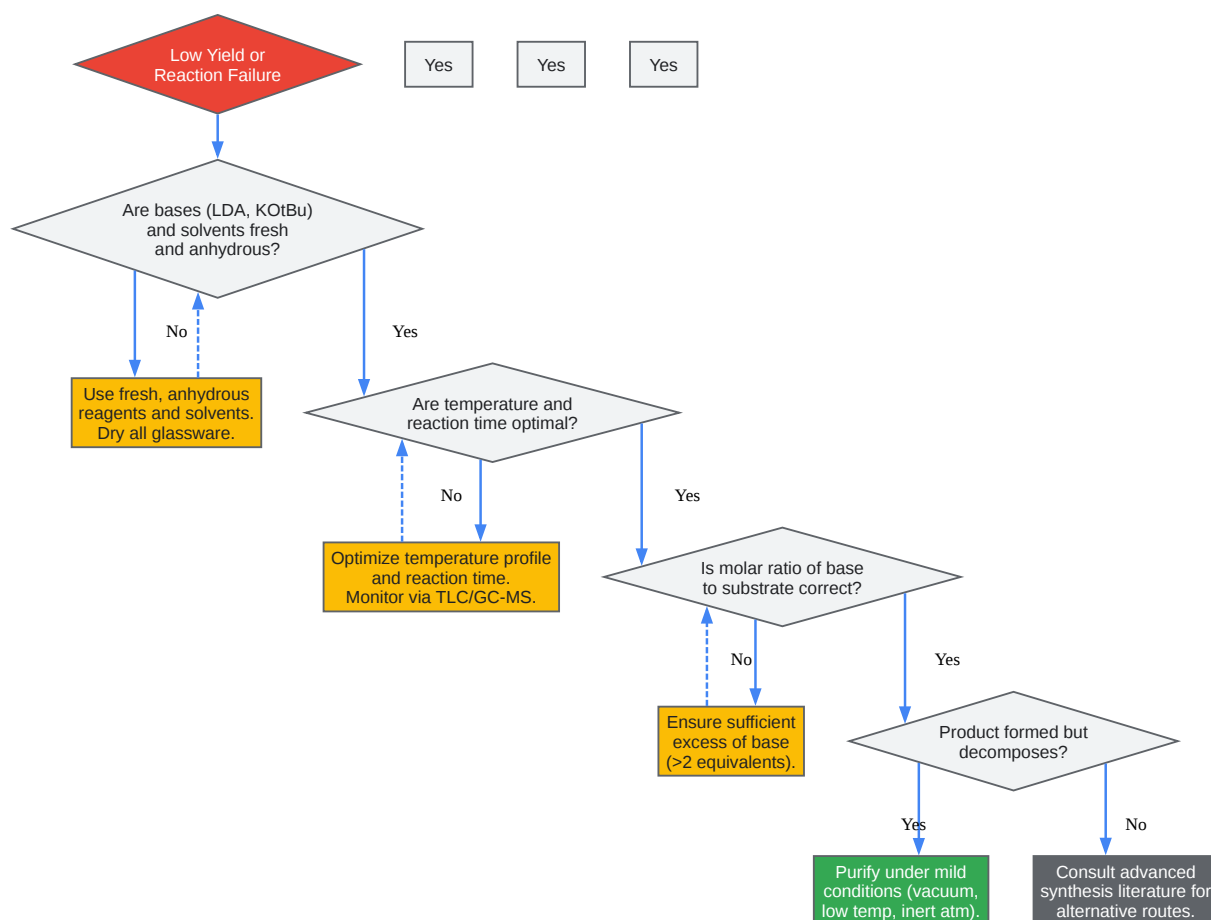 Low Yield or
Reaction Failure
Yes
Yes
Yes
Are bases (LDA, KOtBu)
and solvents fresh
and anhydrous?
No
Yes
Use fresh, anhydrous
reagents and solvents.
Dry all glassware.
Are temperature and
reaction time optimal?
No
Yes
Optimize temperature profile
and reaction time.
Monitor via TLC/GC-MS.
Is molar ratio of base
to substrate correct?
No
Yes
Ensure sufficient
excess of base
(>2 equivalents).
Product formed but
decomposes?
Yes
No
Purify under mild
conditions (vacuum,
low temp, inert atm).
Consult advanced
synthesis literature for
alternative routes.